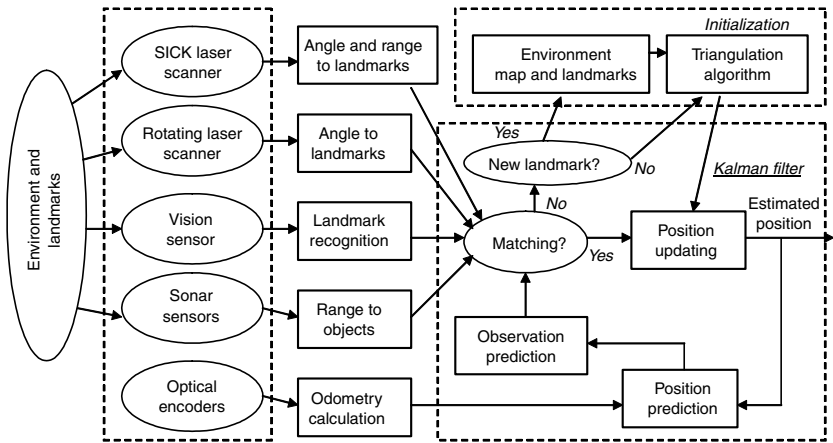 Environment and
landmarks
SICK laser
scanner
Rotating laser
scanner
Vision
sensor
Sonar
sensors
Optical
encoders
Angle and range
to landmarks
Angle to
landmarks
Landmark
recognition
Range to
objects
Odometry
calculation
Initialization
Environment
map and landmarks
Triangulation
algorithm
Yes
New landmark?
No
Kalman filter
No
Matching?
Yes
Position
updating
Estimated
position
Observation
prediction
Position
prediction